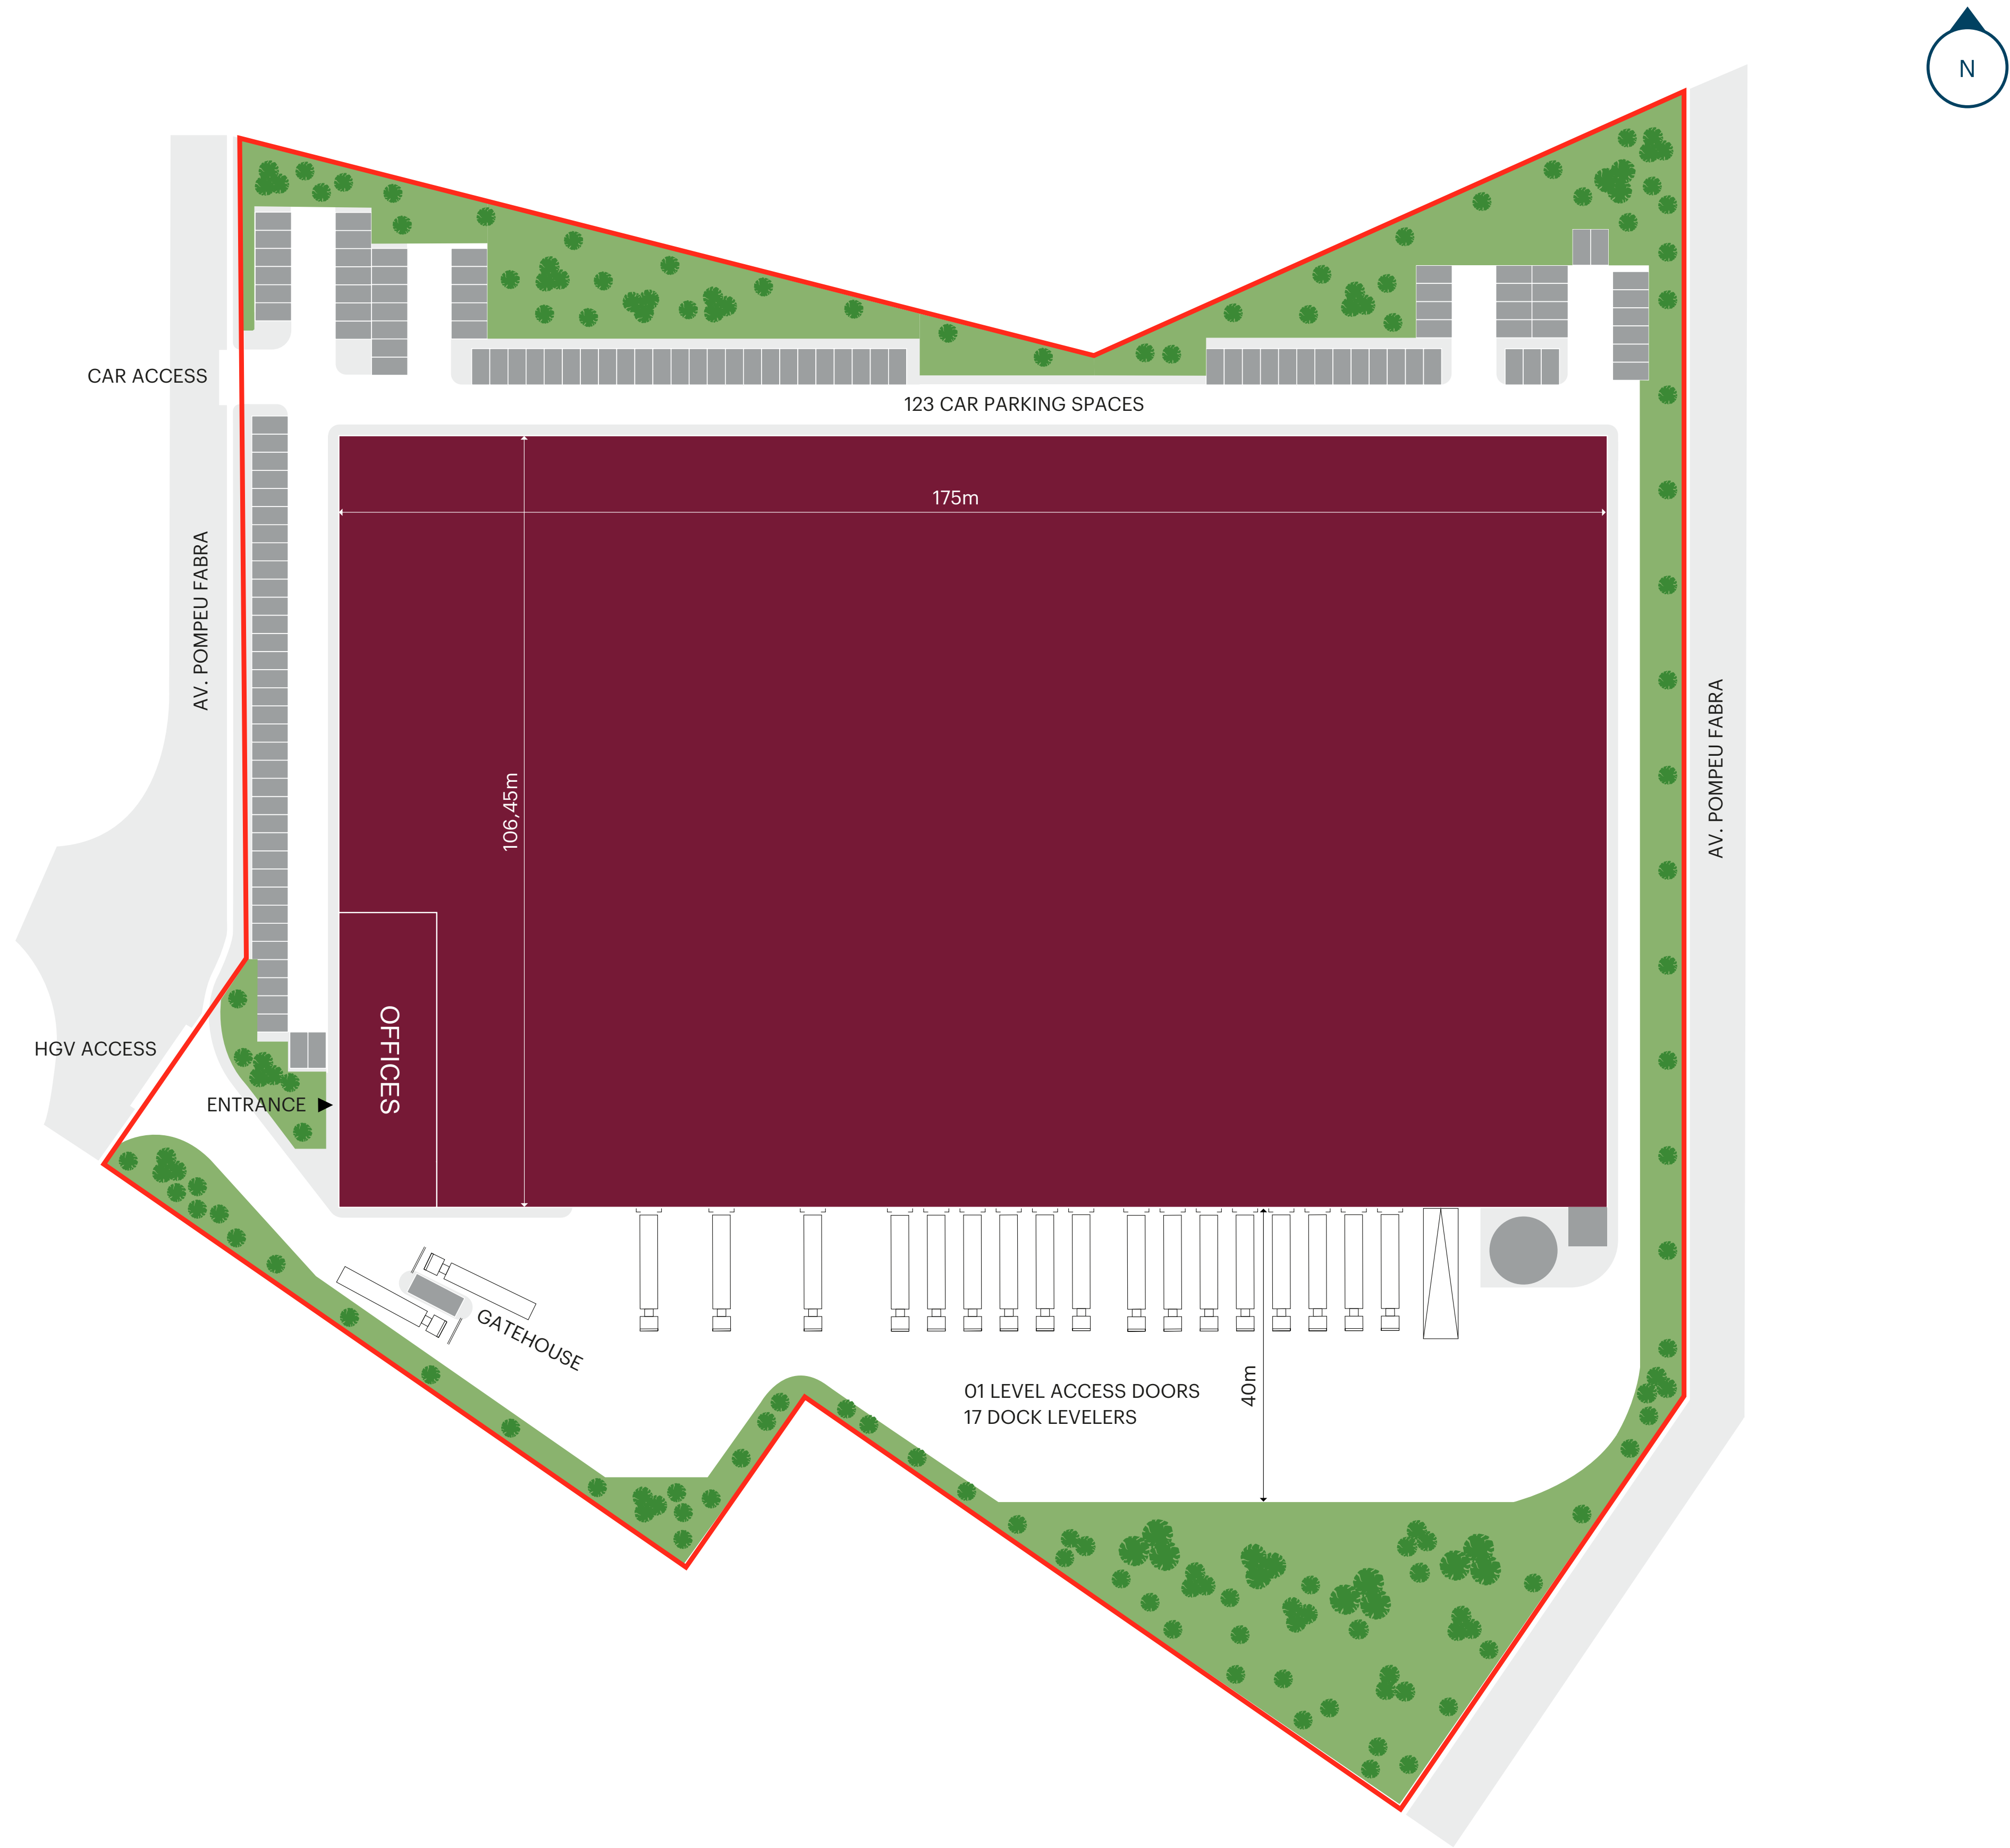 N
CAR ACCESS
123 CAR PARKING SPACES
175m
AV. POMPEU FABRA
106,45m
AV. POMPEU FABRA
OFFICES
HGV ACCESS
ENTRANCE
GATEHOUSE
01 LEVEL ACCESS DOORS
17 DOCK LEVELERS
40m